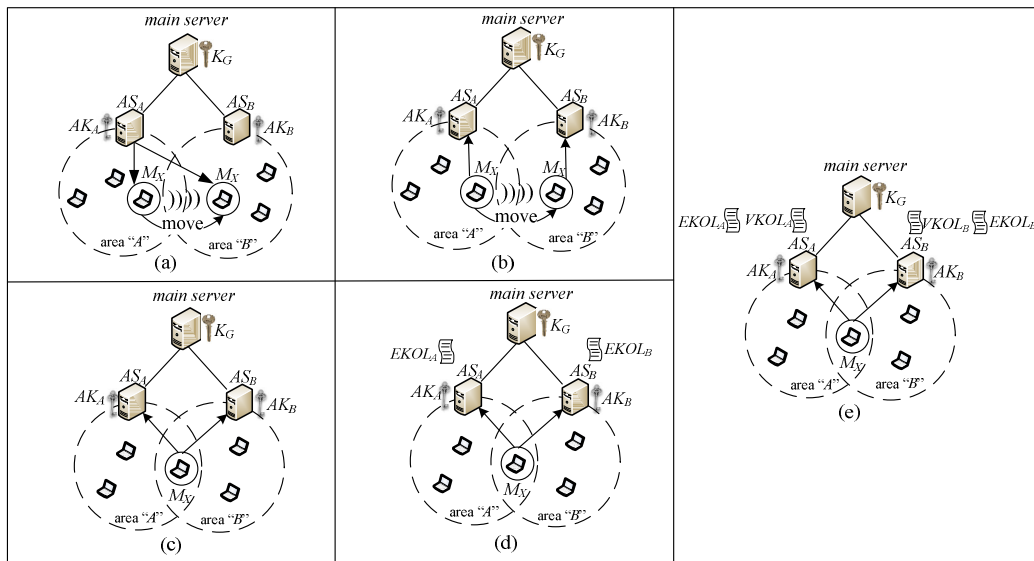 main server
K_G
AS_A
AS_B
AK_A
AK_B
M_X
M_X
move
area "A"
area "B"
(a)
main server
K_G
AS_A
AS_B
AK_A
AK_B
M_X
M_X
move
area "A"
area "B"
(b)
main server
K_G
AS_A
AS_B
AK_A
AK_B
M_X
area "A"
area "B"
(c)
main server
K_G
EKOL_A
EKOL_B
AS_A
AS_B
AK_A
AK_B
M_X
area "A"
area "B"
(d)
main server
K_G
EKOL_A VKOL_A
VKOL_B EKOL_B
AS_A
AS_B
AK_A
AK_B
M_X
area "A"
area "B"
(e)